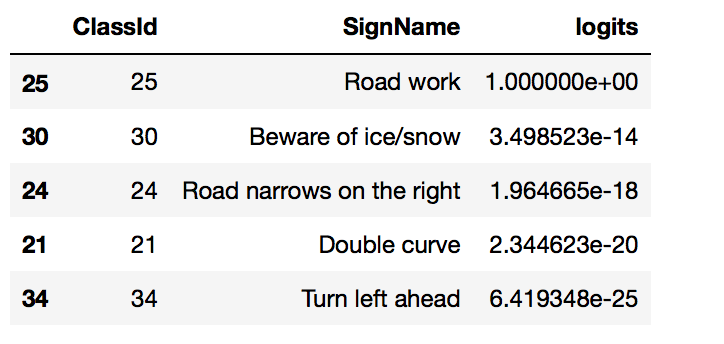 ClassId SignName logits
25 25 Road work 1.000000e+00
30 30 Beware of ice/snow 3.498523e-14
24 24 Road narrows on the right 1.964665e-18
21 21 Double curve 2.344623e-20
34 34 Turn left ahead 6.419348e-25